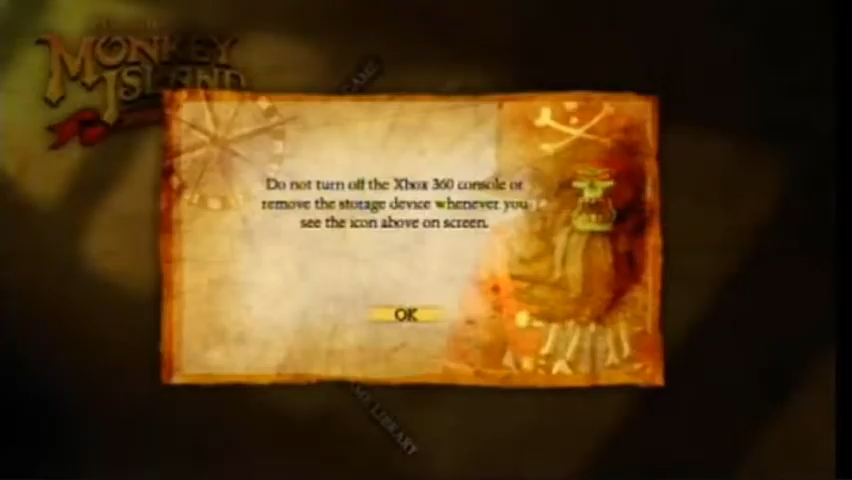 MONKEY
ISLAND
Do not turn off the Xbox 360 console or
remove the storage device whenever you
see the icon above on screen.
OK
MY LIBRARY